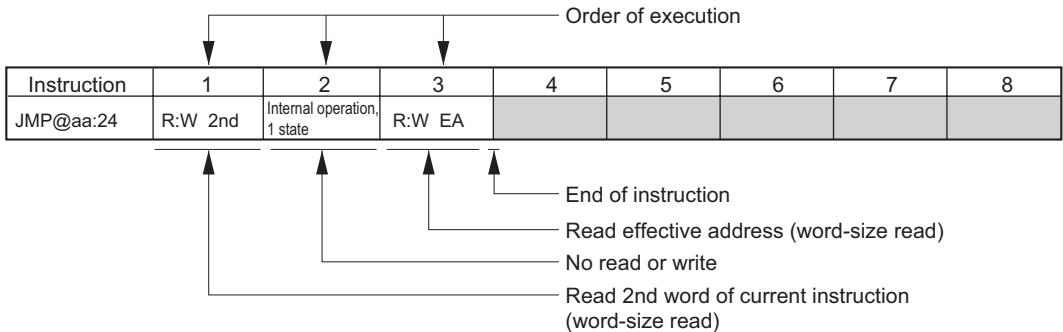 Order of execution
Instruction 1 2 3 4 5 6 7 8
JMP@aa:24 R:W 2nd Internal operation, 1 state R:W EA
End of instruction
Read effective address (word-size read)
No read or write
Read 2nd word of current instruction
(word-size read)